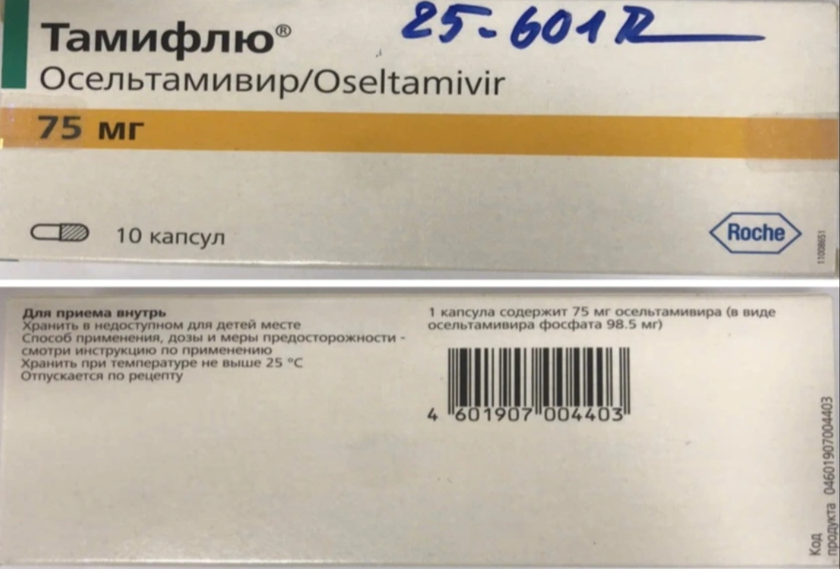 25-601R
Тамифлю®
Осельтамивир/Oseltamivir
75 мг
10 капсул
Roche
11008651
Для приема внутрь
Хранить в недоступном для детей месте
Способ применения, дозы и меры предосторожности -
смотри инструкцию по применению
Хранить при температуре не выше 25 °C
Отпускается по рецепту
1 капсула содержит 75 мг осельтамивира (в виде
осельтамивира фосфата 98.5 мг)
4 601907 004403
Код
продукта 04601907004403